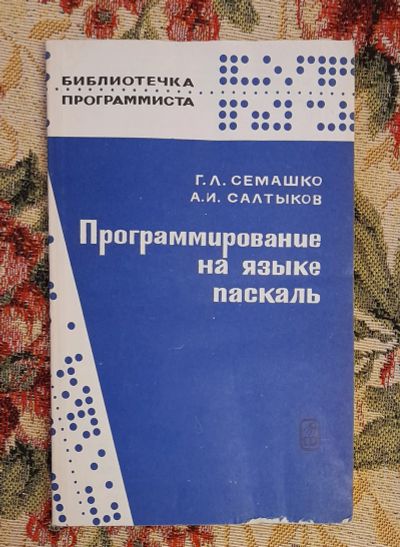 БИБЛИОТЕЧКА
ПРОГРАММИСТА
Г.Л. СЕМАШКО
А.И. САЛТЫКОВ
Программирование
на языке
паскаль